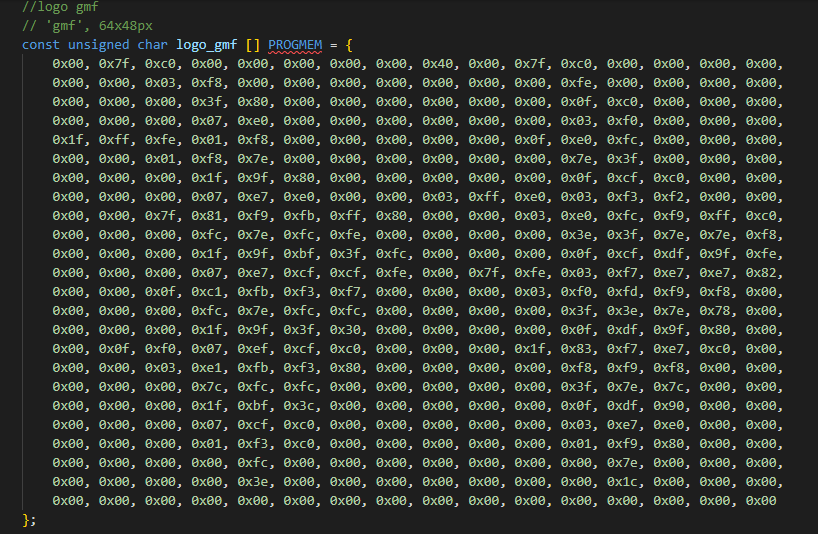 //logo gmf
// 'gmf', 64x48px
const unsigned char logo_gmf [] PROGMEM = {
0x00, 0x7f, 0xc0, 0x00, 0x00, 0x00, 0x00, 0x00, 0x40, 0x00, 0x7f, 0xc0, 0x00, 0x00, 0x00, 0x00,
0x00, 0x00, 0x03, 0xf8, 0x00, 0x00, 0x00, 0x00, 0x00, 0x00, 0x00, 0xfe, 0x00, 0x00, 0x00, 0x00,
0x00, 0x00, 0x00, 0x3f, 0x80, 0x00, 0x00, 0x00, 0x00, 0x00, 0x00, 0x0f, 0xc0, 0x00, 0x00, 0x00,
0x00, 0x00, 0x00, 0x07, 0xe0, 0x00, 0x00, 0x00, 0x00, 0x00, 0x00, 0x03, 0xf0, 0x00, 0x00, 0x00,
0x1f, 0xff, 0xfe, 0x01, 0xf8, 0x00, 0x00, 0x00, 0x00, 0x00, 0x0f, 0xe0, 0xfc, 0x00, 0x00, 0x00,
0x00, 0x00, 0x01, 0xf8, 0x7e, 0x00, 0x00, 0x00, 0x00, 0x00, 0x00, 0x7e, 0x3f, 0x00, 0x00, 0x00,
0x00, 0x00, 0x00, 0x1f, 0x9f, 0x80, 0x00, 0x00, 0x00, 0x00, 0x00, 0x0f, 0xcf, 0xc0, 0x00, 0x00,
0x00, 0x00, 0x00, 0x07, 0xe7, 0xe0, 0x00, 0x00, 0x03, 0xff, 0xe0, 0x03, 0xf3, 0xf2, 0x00, 0x00,
0x00, 0x00, 0x7f, 0x81, 0xf9, 0xfb, 0xff, 0x80, 0x00, 0x00, 0x03, 0xe0, 0xfc, 0xf9, 0xff, 0xc0,
0x00, 0x00, 0x00, 0xfc, 0x7e, 0xfc, 0xfe, 0x00, 0x00, 0x00, 0x00, 0x3e, 0x3f, 0x7e, 0x7e, 0xf8,
0x00, 0x00, 0x00, 0x1f, 0x9f, 0xbf, 0x3f, 0xfc, 0x00, 0x00, 0x00, 0x0f, 0xcf, 0xdf, 0x9f, 0xfe,
0x00, 0x00, 0x00, 0x07, 0xe7, 0xcf, 0xcf, 0xfe, 0x00, 0x7f, 0xfe, 0x03, 0xf7, 0xe7, 0xe7, 0x82,
0x00, 0x00, 0x0f, 0xc1, 0xfb, 0xf3, 0xf7, 0x00, 0x00, 0x00, 0x03, 0xf0, 0xfd, 0xf9, 0xf8, 0x00,
0x00, 0x00, 0x00, 0xfc, 0x7e, 0xfc, 0xfc, 0x00, 0x00, 0x00, 0x00, 0x3f, 0x3e, 0x7e, 0x78, 0x00,
0x00, 0x00, 0x00, 0x1f, 0x9f, 0x3f, 0x30, 0x00, 0x00, 0x00, 0x00, 0x0f, 0xdf, 0x9f, 0x80, 0x00,
0x00, 0x0f, 0xf0, 0x07, 0xef, 0xcf, 0xc0, 0x00, 0x00, 0x00, 0x1f, 0x83, 0xf7, 0xe7, 0xc0, 0x00,
0x00, 0x00, 0x03, 0xe1, 0xfb, 0xf3, 0x80, 0x00, 0x00, 0x00, 0x00, 0xf8, 0xf9, 0xf8, 0x00, 0x00,
0x00, 0x00, 0x00, 0x7c, 0xfc, 0xfc, 0x00, 0x00, 0x00, 0x00, 0x00, 0x3f, 0x7e, 0x7c, 0x00, 0x00,
0x00, 0x00, 0x00, 0x1f, 0xbf, 0x3c, 0x00, 0x00, 0x00, 0x00, 0x00, 0x0f, 0xdf, 0x90, 0x00, 0x00,
0x00, 0x00, 0x00, 0x07, 0xcf, 0xc0, 0x00, 0x00, 0x00, 0x00, 0x00, 0x03, 0xe7, 0xe0, 0x00, 0x00,
0x00, 0x00, 0x00, 0x01, 0xf3, 0xc0, 0x00, 0x00, 0x00, 0x00, 0x00, 0x01, 0xf9, 0x80, 0x00, 0x00,
0x00, 0x00, 0x00, 0x00, 0xfc, 0x00, 0x00, 0x00, 0x00, 0x00, 0x00, 0x00, 0x7e, 0x00, 0x00, 0x00,
0x00, 0x00, 0x00, 0x00, 0x3e, 0x00, 0x00, 0x00, 0x00, 0x00, 0x00, 0x00, 0x1c, 0x00, 0x00, 0x00,
0x00, 0x00, 0x00, 0x00, 0x00, 0x00, 0x00, 0x00, 0x00, 0x00, 0x00, 0x00, 0x00, 0x00, 0x00, 0x00
};